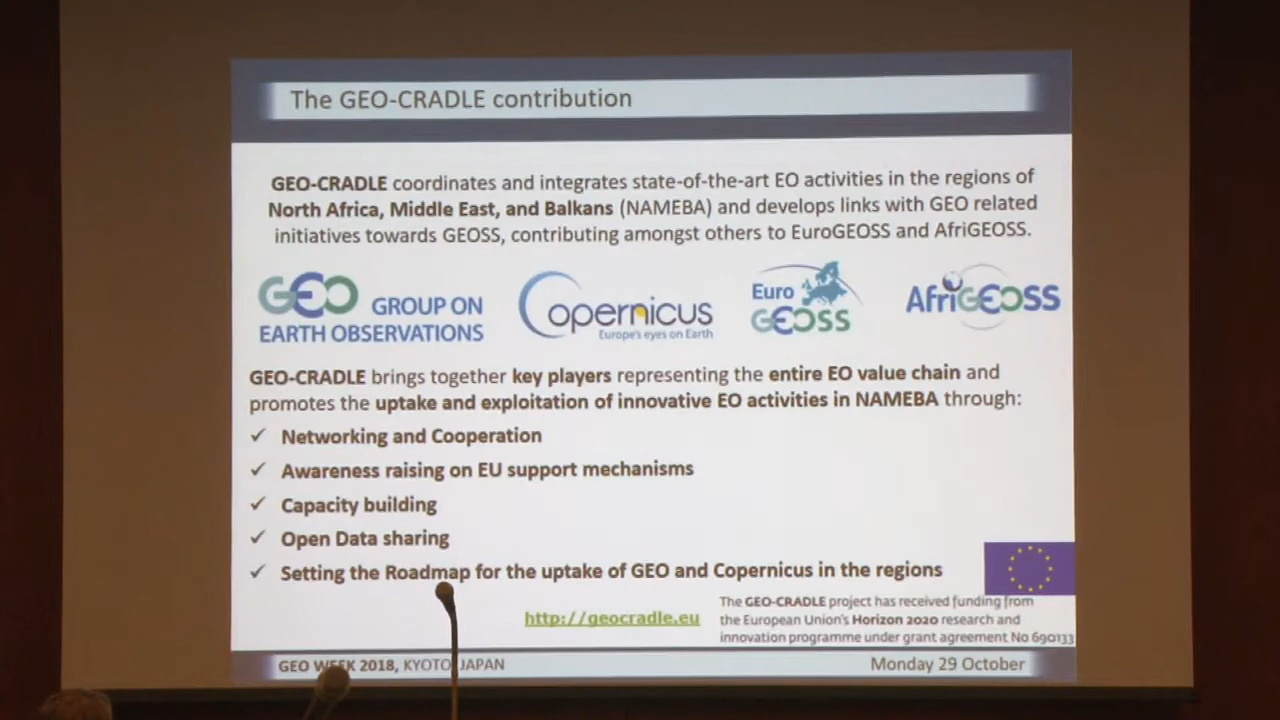 The GEO-CRADLE contribution
GEO-CRADLE coordinates and integrates state-of-the-art EO activities in the regions of
North Africa, Middle East, and Balkans (NAMEBA) and develops links with GEO related
initiatives towards GEOSS, contributing amongst others to EuroGEOSS and AfriGEOSS.
GEO GROUP ON
EARTH OBSERVATIONS
Copernicus
Europe's eyes on Earth
Euro
GEOSS
AfriGEOSS
GEO-CRADLE brings together key players representing the entire EO value chain and
promotes the uptake and exploitation of innovative EO activities in NAMEBA through:
✓ Networking and Cooperation
✓ Awareness raising on EU support mechanisms
✓ Capacity building
✓ Open Data sharing
✓ Setting the Roadmap for the uptake of GEO and Copernicus in the regions
http://geocradle.eu
The GEO-CRADLE project has received funding from
the European Union's Horizon 2020 research and
innovation programme under grant agreement No 690133
GEO WEEK 2018, KYOTO, JAPAN
Monday 29 October